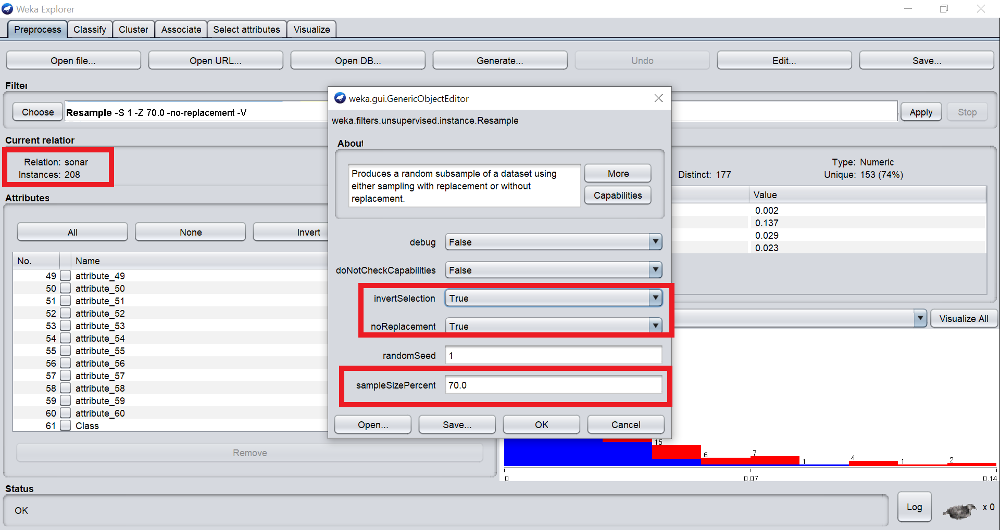 Weka Explorer
Preprocess Classify Cluster Associate Select attributes Visualize
Open file... Open URL... Open DB... Generate... Undo Edit... Save...
Filter
Choose Resample -S 1 -Z 70.0 -no-replacement -V Apply Stop
Current relation
Relation: sonar
Instances: 208
Type: Numeric
Distinct: 177 Unique: 153 (74%)
Attributes
All None Invert
No. Name
49 attribute_49
50 attribute_50
51 attribute_51
52 attribute_52
53 attribute_53
54 attribute_54
55 attribute_55
56 attribute_56
57 attribute_57
58 attribute_58
59 attribute_59
60 attribute_60
61 Class
Remove
weka.gui.GenericObjectEditor
weka.filters.unsupervised.instance.Resample
About
Produces a random subsample of a dataset using
either sampling with replacement or without
replacement.
More
Capabilities
debug False
doNotCheckCapabilities False
invertSelection True
noReplacement True
randomSeed 1
sampleSizePercent 70.0
Open... Save... OK Cancel
Value
0.002
0.137
0.029
0.023
Visualize All
15 6 7 1 4 1 2
0 0.07 0.14
Status
OK
Log x 0